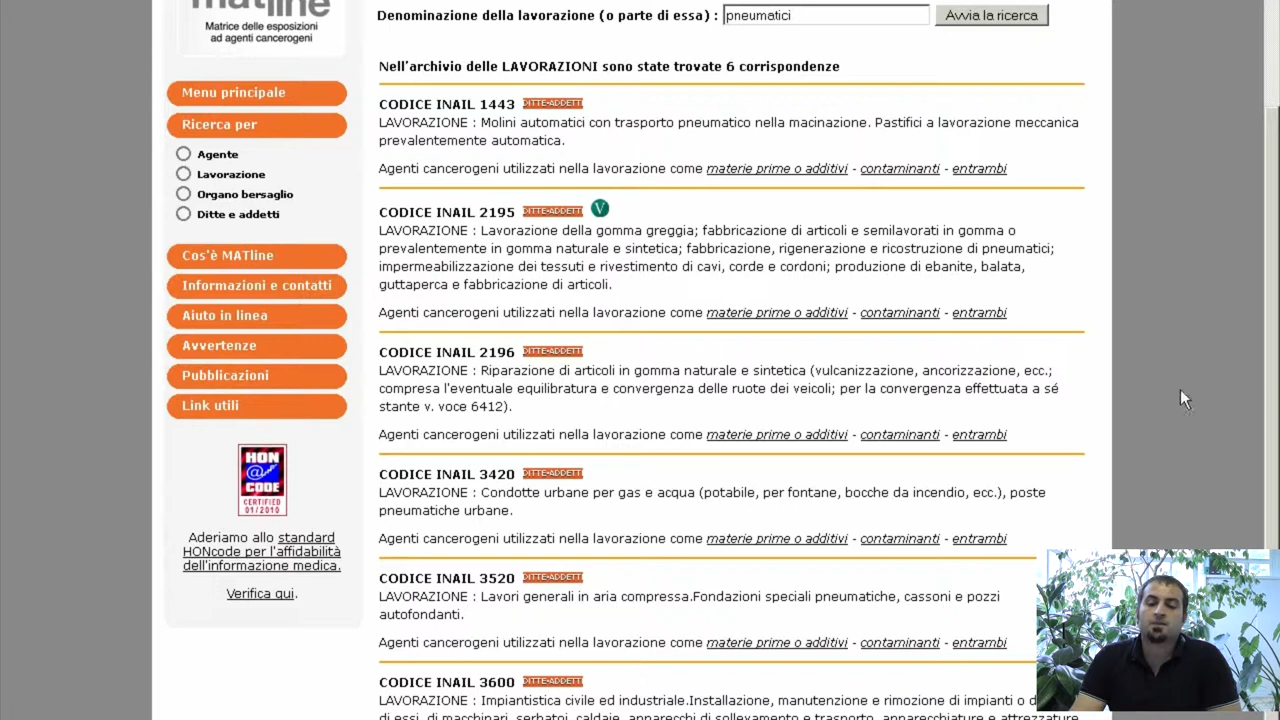 matline
Matrice delle esposizioni
ad agenti cancerogeni
Menu principale
Ricerca per
Agente
Lavorazione
Organo bersaglio
Ditte e addetti
Cos'è MATline
Informazioni e contatti
Aiuto in linea
Avvertenze
Pubblicazioni
Link utili
HON
@
CODE
CERTIFIED
01/2010
Aderiamo allo standard
HONcode per l'affidabilità
dell'informazione medica.
Verifica qui.
Denominazione della lavorazione (o parte di essa) : pneumatici Avvia la ricerca
Nell'archivio delle LAVORAZIONI sono state trovate 6 corrispondenze
CODICE INAIL 1443 DITTE-ADDETTI
LAVORAZIONE : Molini automatici con trasporto pneumatico nella macinazione. Pastifici a lavorazione meccanica
prevalentemente automatica.
Agenti cancerogeni utilizzati nella lavorazione come materie prime o additivi - contaminanti - entrambi
CODICE INAIL 2195 DITTE-ADDETTI V
LAVORAZIONE : Lavorazione della gomma greggia; fabbricazione di articoli e semilavorati in gomma o
prevalentemente in gomma naturale e sintetica; fabbricazione, rigenerazione e ricostruzione di pneumatici;
impermeabilizzazione dei tessuti e rivestimento di cavi, corde e cordoni; produzione di ebanite, balata,
guttaperca e fabbricazione di articoli.
Agenti cancerogeni utilizzati nella lavorazione come materie prime o additivi - contaminanti - entrambi
CODICE INAIL 2196 DITTE-ADDETTI
LAVORAZIONE : Riparazione di articoli in gomma naturale e sintetica (vulcanizzazione, cicorizzazione, ecc.;
compresa l'eventuale equilibratura e convergenza delle ruote dei veicoli; per la convergenza effettuata a sé
stante v. voce 6412).
Agenti cancerogeni utilizzati nella lavorazione come materie prime o additivi - contaminanti - entrambi
CODICE INAIL 3420 DITTE-ADDETTI
LAVORAZIONE : Condotte urbane per gas e acqua (potabile, per fontane, bocche da incendio, ecc.), poste
pneumatiche urbane.
Agenti cancerogeni utilizzati nella lavorazione come materie prime o additivi - contaminanti - entrambi
CODICE INAIL 3520 DITTE-ADDETTI
LAVORAZIONE : Lavori generali in aria compressa.Fondazioni speciali pneumatiche, cassoni e pozzi
autofondanti.
Agenti cancerogeni utilizzati nella lavorazione come materie prime o additivi - contaminanti - entrambi
CODICE INAIL 3600 DITTE-ADDETTI
LAVORAZIONE : Impiantistica civile ed industriale.Installazione, manutenzione e rimozione di impianti o d
di essi, di macchinari, serbatoi, caldaie, apparecchi di sollevamento e trasporto, apparecchiature e attrezzature